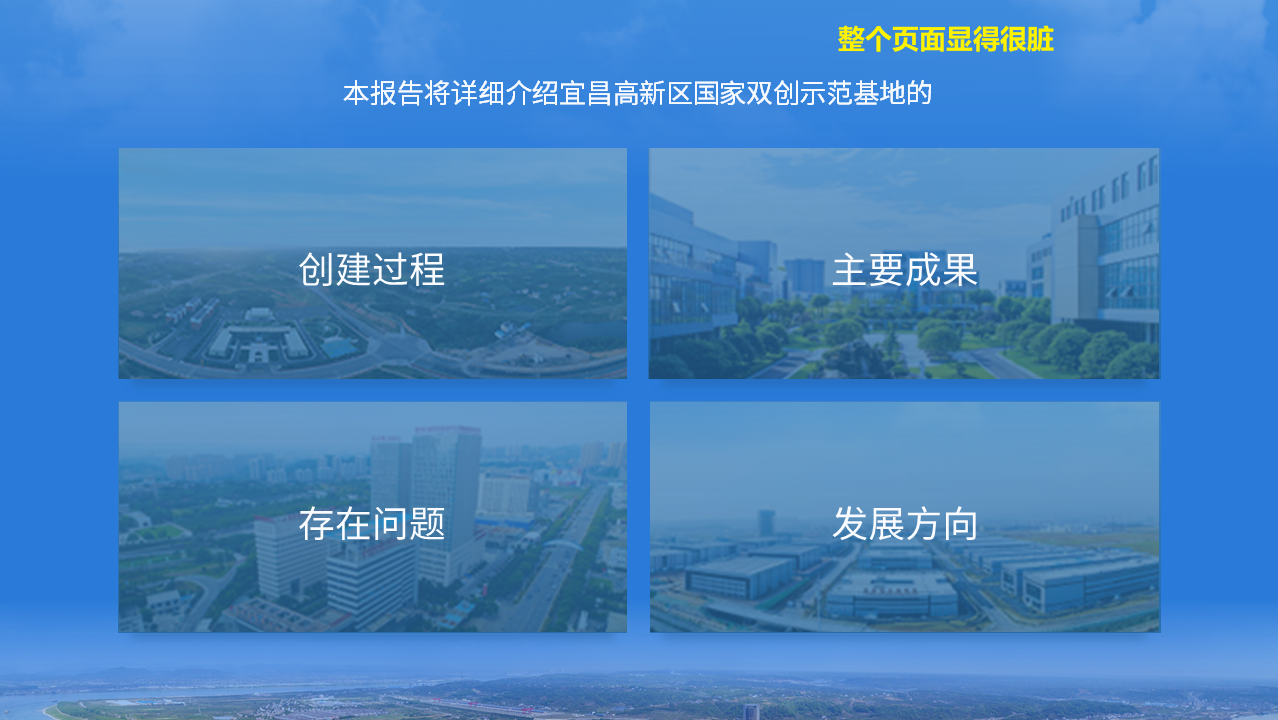 整个页面显得很脏
本报告将详细介绍宜昌高新区国家双创示范基地的
创建过程
主要成果
存在问题
发展方向